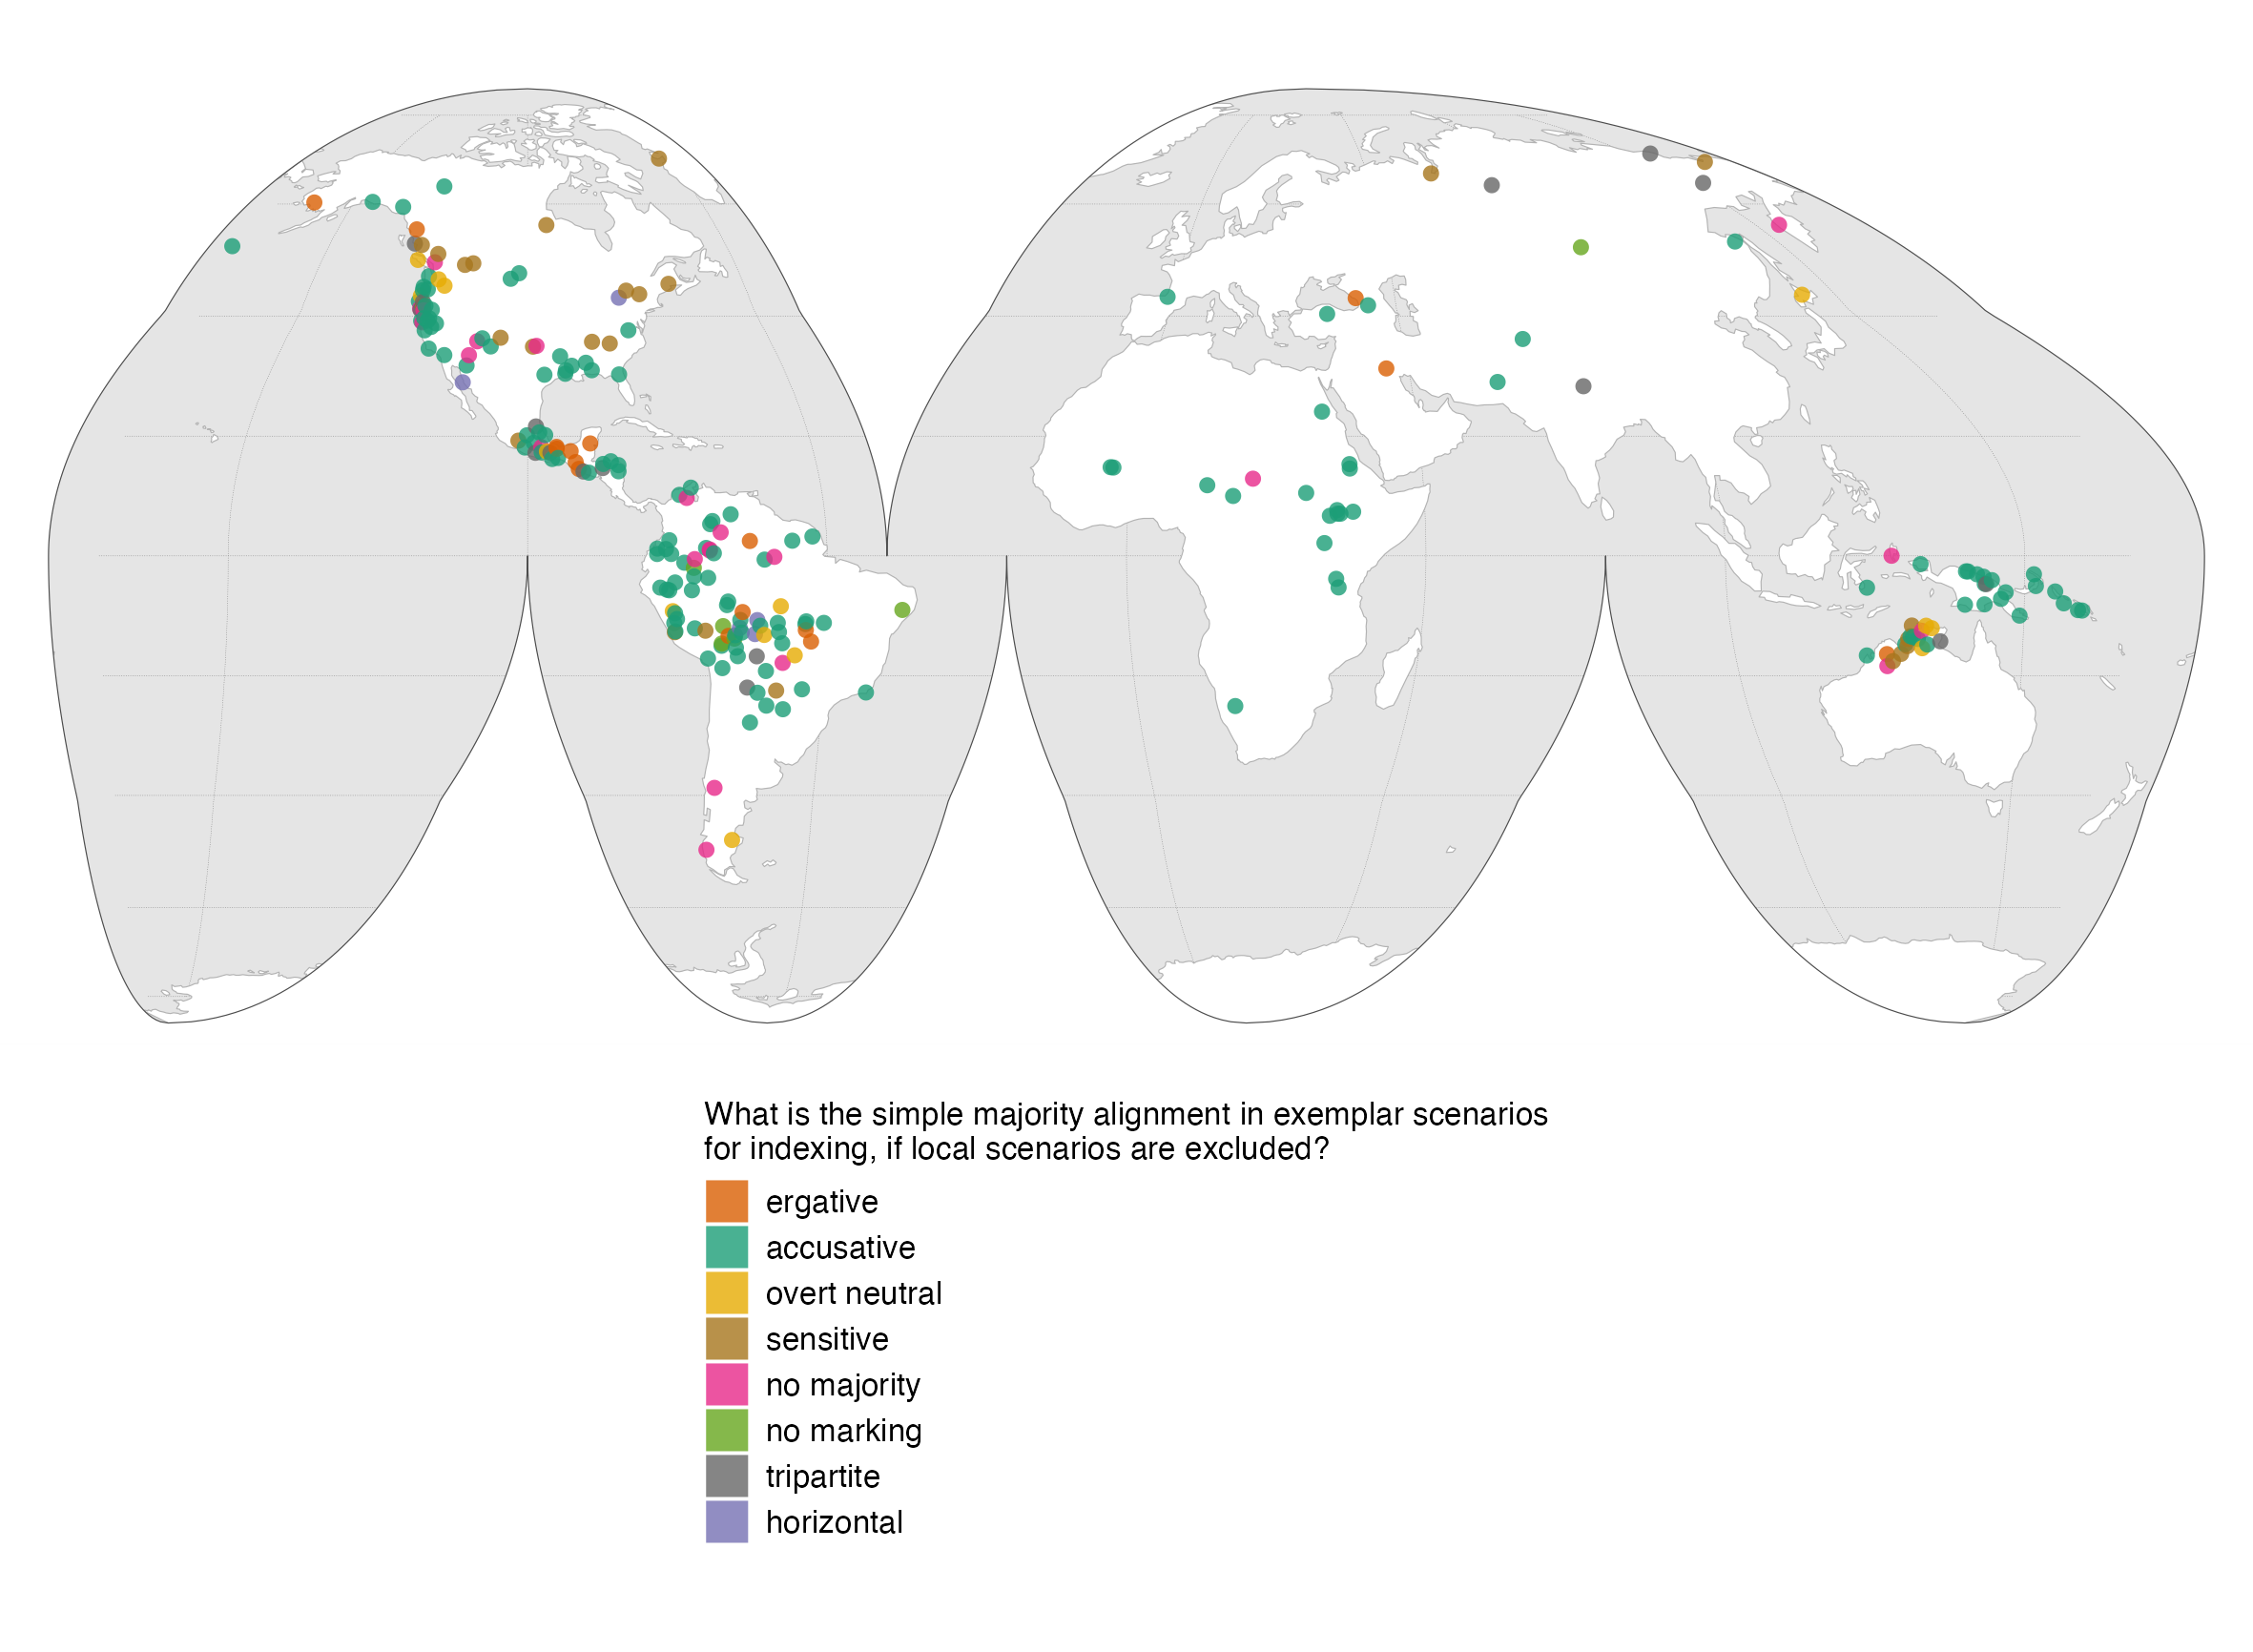 What is the simple majority alignment in exemplar scenarios
for indexing, if local scenarios are excluded?
ergative
accusative
overt neutral
sensitive
no majority
no marking
tripartite
horizontal